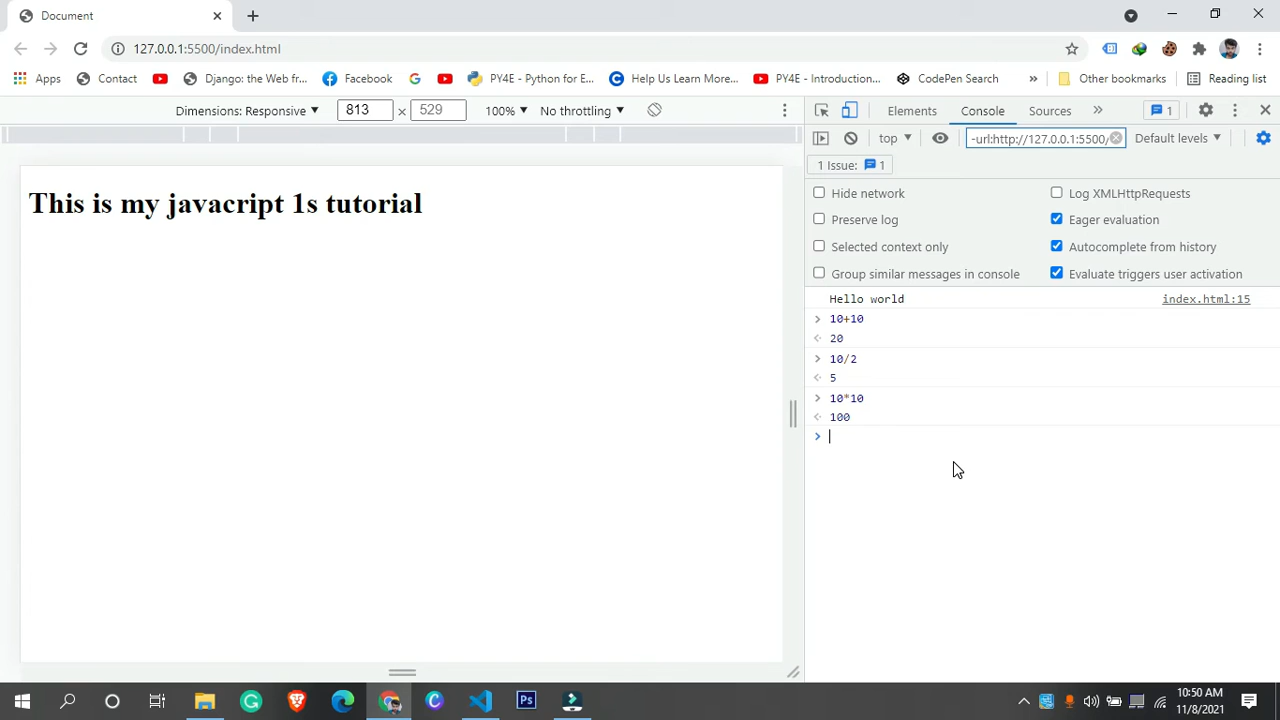 Document
127.0.0.1:5500/index.html
Apps
Contact
Django: the Web fr...
Facebook
PY4E - Python for E...
Help Us Learn More...
PY4E - Introduction...
CodePen Search
»
Other bookmarks
Reading list
Dimensions: Responsive
813 × 529
100%
No throttling
Elements
Console
Sources
»
1
top
-url:http://127.0.0.1:5500/
Default levels
1 Issue: 1
Hide network
Log XMLHttpRequests
Preserve log
Eager evaluation
Selected context only
Autocomplete from history
Group similar messages in console
Evaluate triggers user activation
This is my javacript 1s tutorial
Hello world index.html:15
> 10+10
20
> 10/2
5
> 10*10
100
>
Ps
10:50 AM
11/8/2021